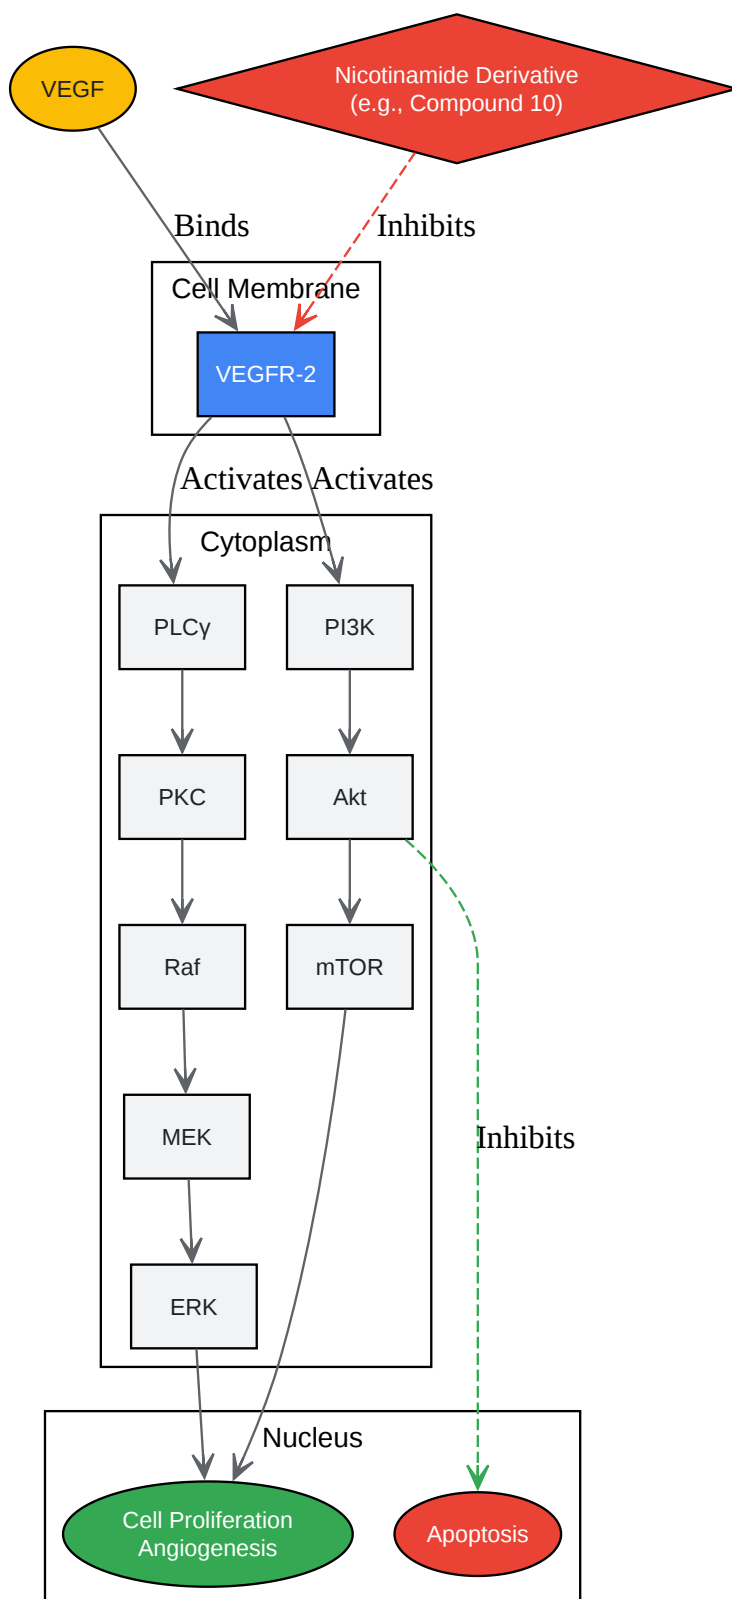 VEGF
Nicotinamide Derivative
(e.g., Compound 10)
Binds
Inhibits
Cell Membrane
VEGFR-2
Activates
Activates
Cytoplasm
PLCγ
PI3K
PKC
Akt
Raf
mTOR
MEK
Inhibits
ERK
Nucleus
Cell Proliferation
Angiogenesis
Apoptosis